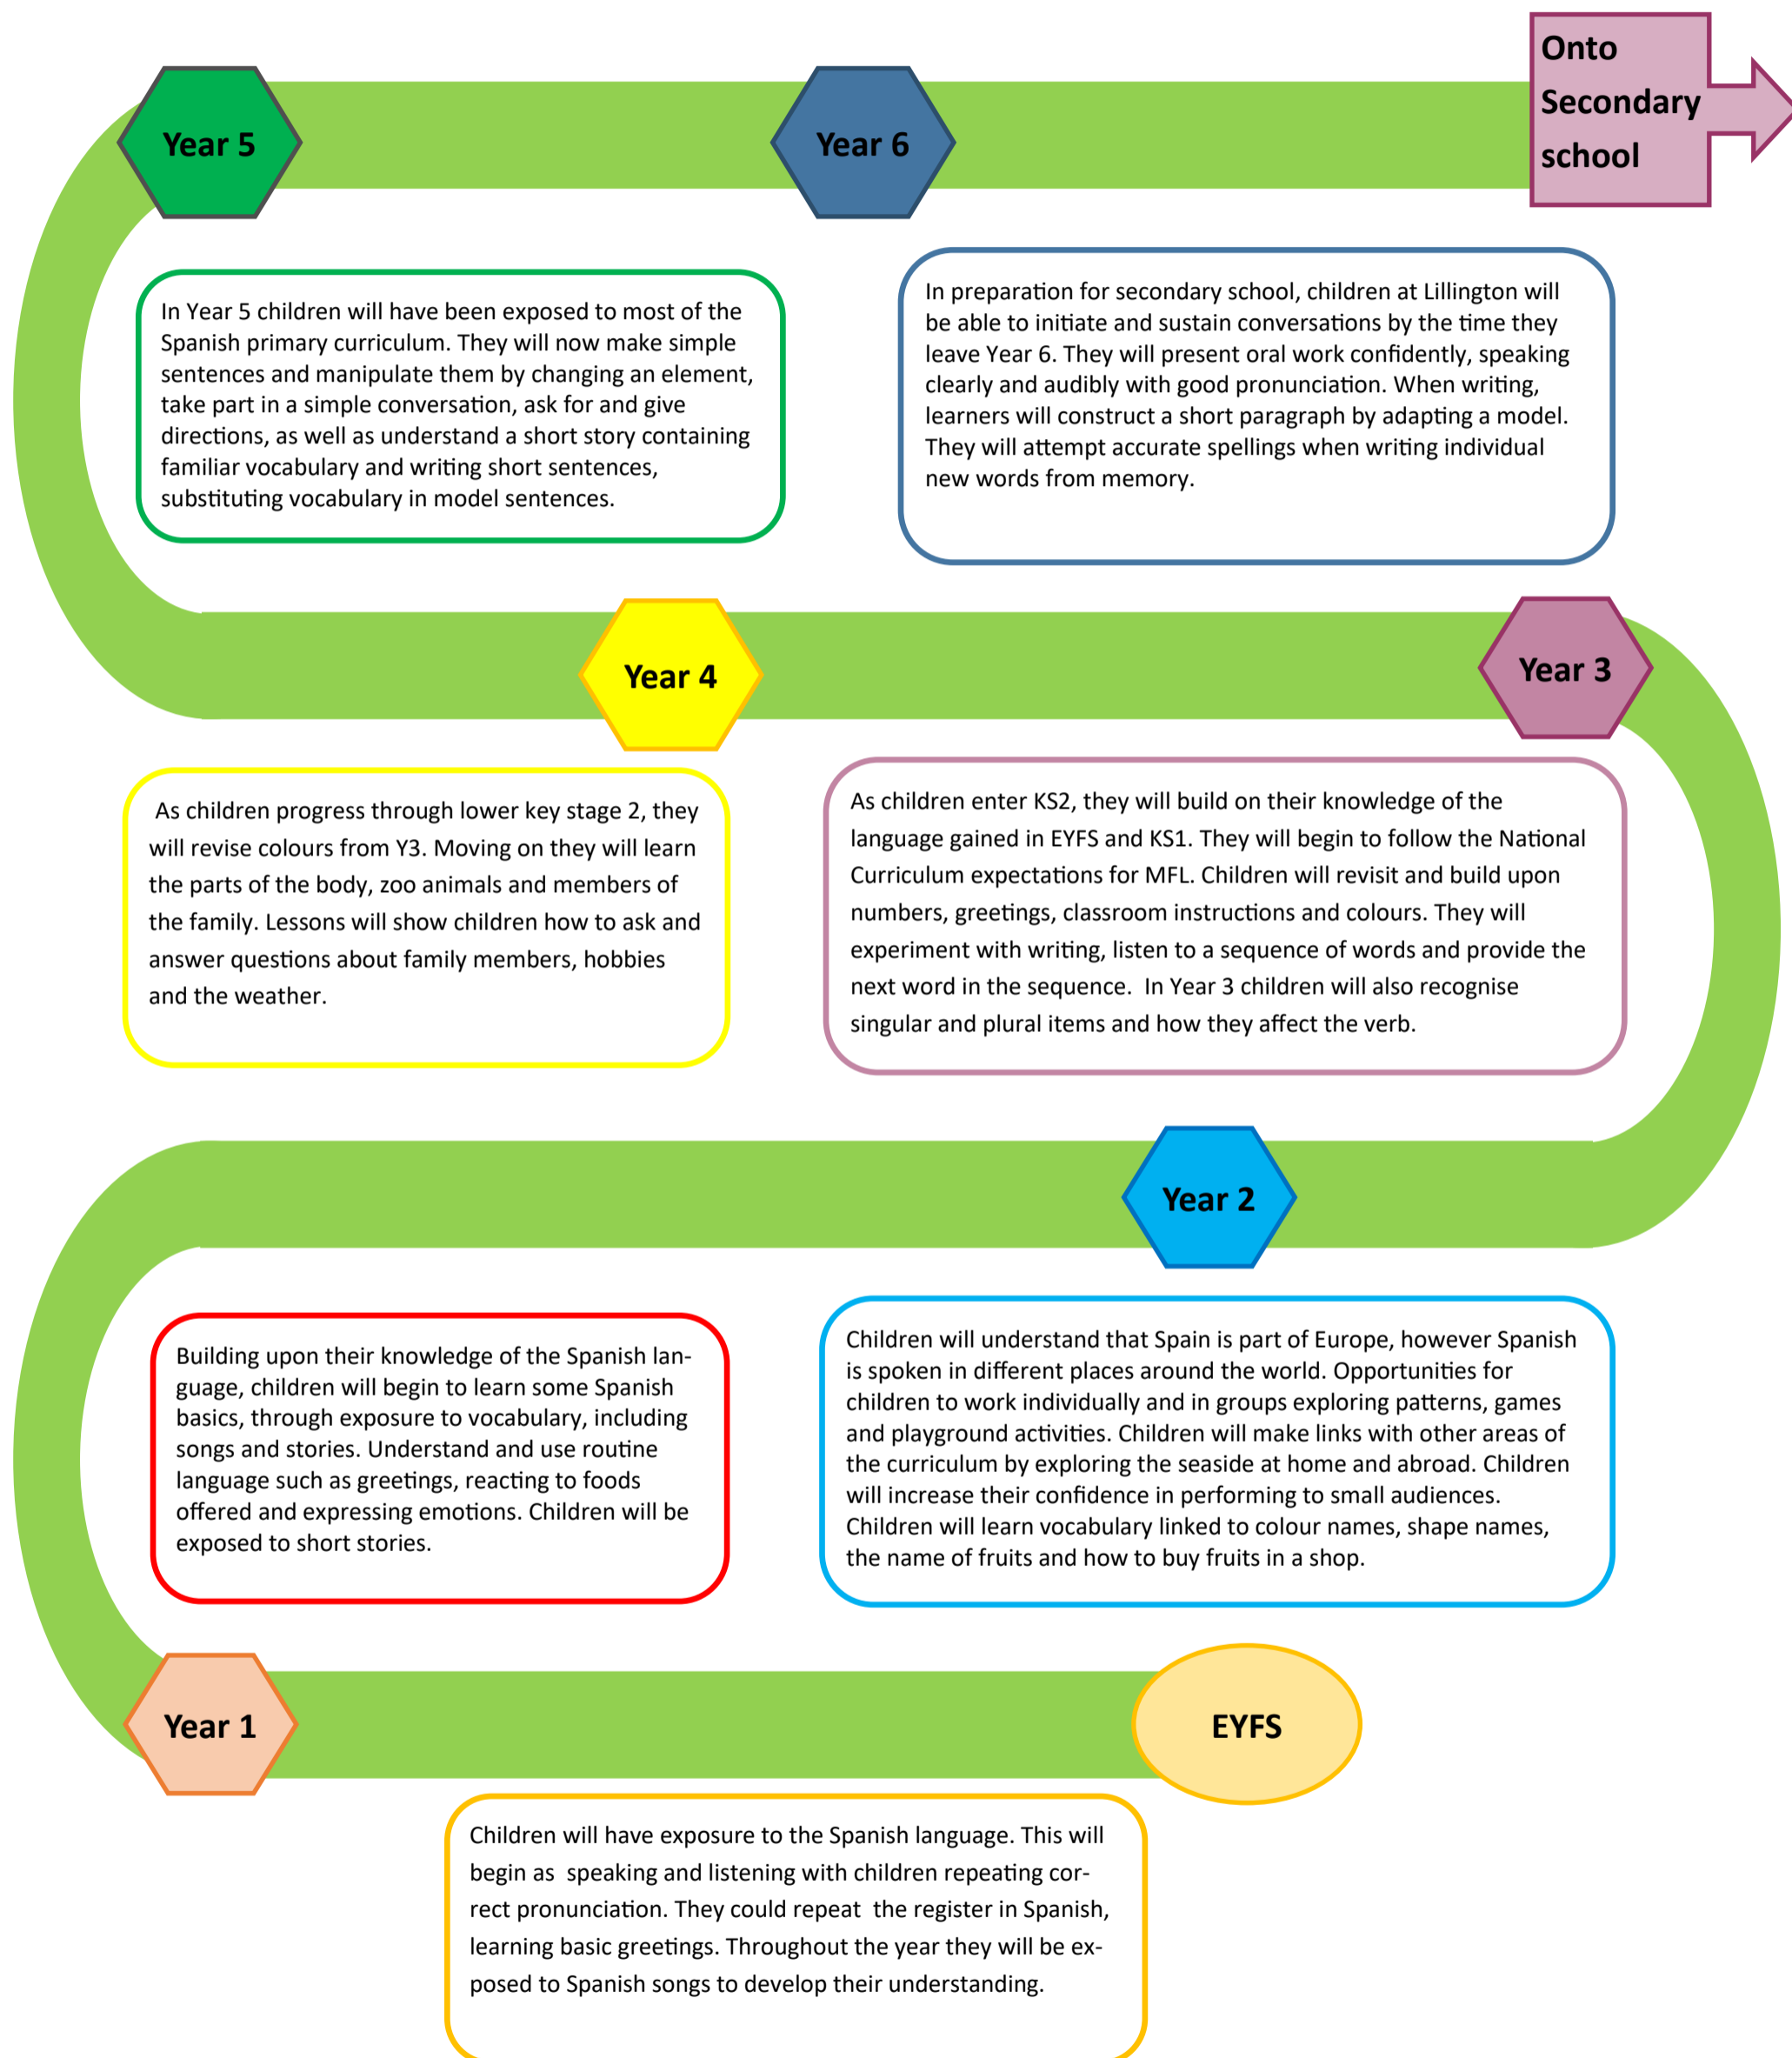 Onto
Secondary
school
Year 5
Year 6
In Year 5 children will have been exposed to most of the
Spanish primary curriculum. They will now make simple
sentences and manipulate them by changing an element,
take part in a simple conversation, ask for and give
directions, as well as understand a short story containing
familiar vocabulary and writing short sentences,
substituting vocabulary in model sentences.
In preparation for secondary school, children at Lillington will
be able to initiate and sustain conversations by the time they
leave Year 6. They will present oral work confidently, speaking
clearly and audibly with good pronunciation. When writing,
learners will construct a short paragraph by adapting a model.
They will attempt accurate spellings when writing individual
new words from memory.
Year 4
Year 3
As children progress through lower key stage 2, they
will revise colours from Y3. Moving on they will learn
the parts of the body, zoo animals and members of
the family. Lessons will show children how to ask and
answer questions about family members, hobbies
and the weather.
As children enter KS2, they will build on their knowledge of the
language gained in EYFS and KS1. They will begin to follow the National
Curriculum expectations for MFL. Children will revisit and build upon
numbers, greetings, classroom instructions and colours. They will
experiment with writing, listen to a sequence of words and provide the
next word in the sequence.  In Year 3 children will also recognise
singular and plural items and how they affect the verb.
Year 2
Building upon their knowledge of the Spanish lan-
guage, children will begin to learn some Spanish
basics, through exposure to vocabulary, including
songs and stories. Understand and use routine
language such as greetings, reacting to foods
offered and expressing emotions. Children will be
exposed to short stories.
Children will understand that Spain is part of Europe, however Spanish
is spoken in different places around the world. Opportunities for
children to work individually and in groups exploring patterns, games
and playground activities. Children will make links with other areas of
the curriculum by exploring the seaside at home and abroad. Children
will increase their confidence in performing to small audiences.
Children will learn vocabulary linked to colour names, shape names,
the name of fruits and how to buy fruits in a shop.
Year 1
EYFS
Children will have exposure to the Spanish language. This will
begin as  speaking and listening with children repeating cor-
rect pronunciation. They could repeat  the register in Spanish,
learning basic greetings. Throughout the year they will be ex-
posed to Spanish songs to develop their understanding.